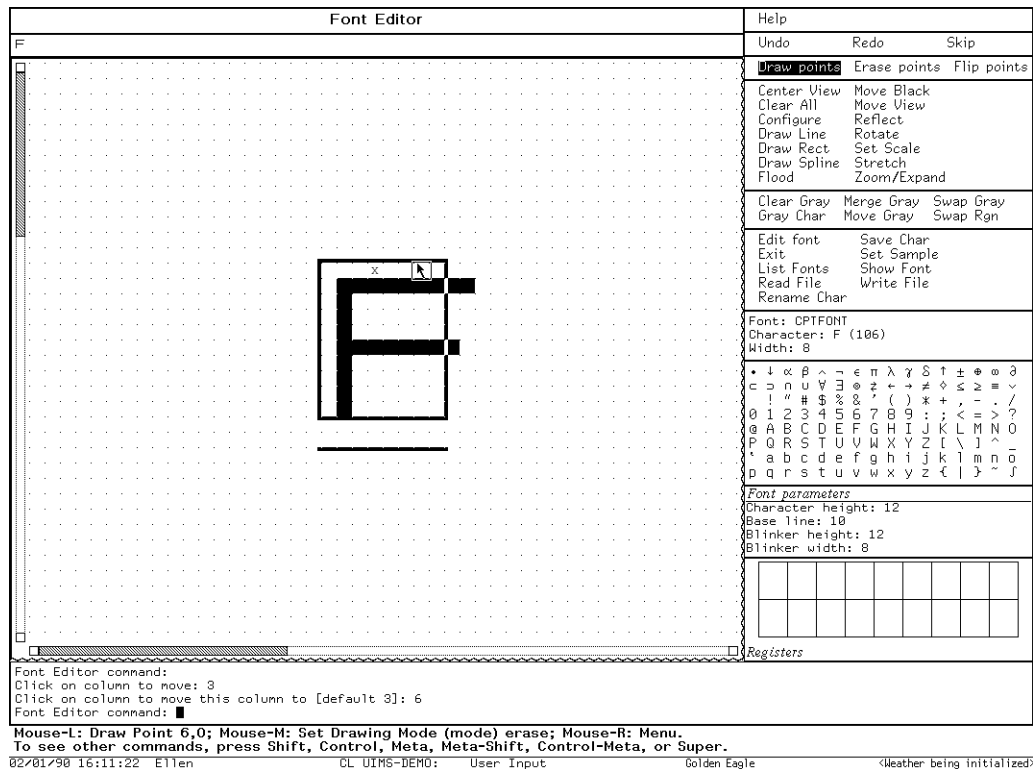 Font Editor
F
x
Font Editor command:
Click on column to move: 3
Click on column to move this column to [default 3]: 6
Font Editor command:
Help
Undo Redo Skip
Draw points Erase points Flip points
Center View Move Black
Clear All Move View
Configure Reflect
Draw Line Rotate
Draw Rect Set Scale
Draw Spline Stretch
Flood Zoom/Expand
Clear Gray Merge Gray Swap Gray
Gray Char Move Gray Swap Rgn
Edit font Save Char
Exit Set Sample
List Fonts Show Font
Read File Write File
Rename Char
Font: CPTFONT
Character: F (106)
Width: 8
· ↓ α β ^ ¬ ε π λ γ δ ↑ ± ⊕ ∞ ∂
⊂ ⊃ ∩ ∪ ∀ ∃ ⊗ ⇄ ← → ≠ ◊ ≤ ≥ ≡ ∨
! " # $ % & ' ( ) * + , - . /
0 1 2 3 4 5 6 7 8 9 : ; < = > ?
@ A B C D E F G H I J K L M N O
P Q R S T U V W X Y Z [ \ ] ^ _
` a b c d e f g h i j k l m n o
p q r s t u v w x y z { | } ~ ∫
Font parameters
Character height: 12
Base line: 10
Blinker height: 12
Blinker width: 8
Registers
Mouse-L: Draw Point 6,0; Mouse-M: Set Drawing Mode (mode) erase; Mouse-R: Menu.
To see other commands, press Shift, Control, Meta, Meta-Shift, Control-Meta, or Super.
02/01/90 16:11:22 Ellen CL UIMS-DEMO: User Input Golden Eagle <Weather being initialized>